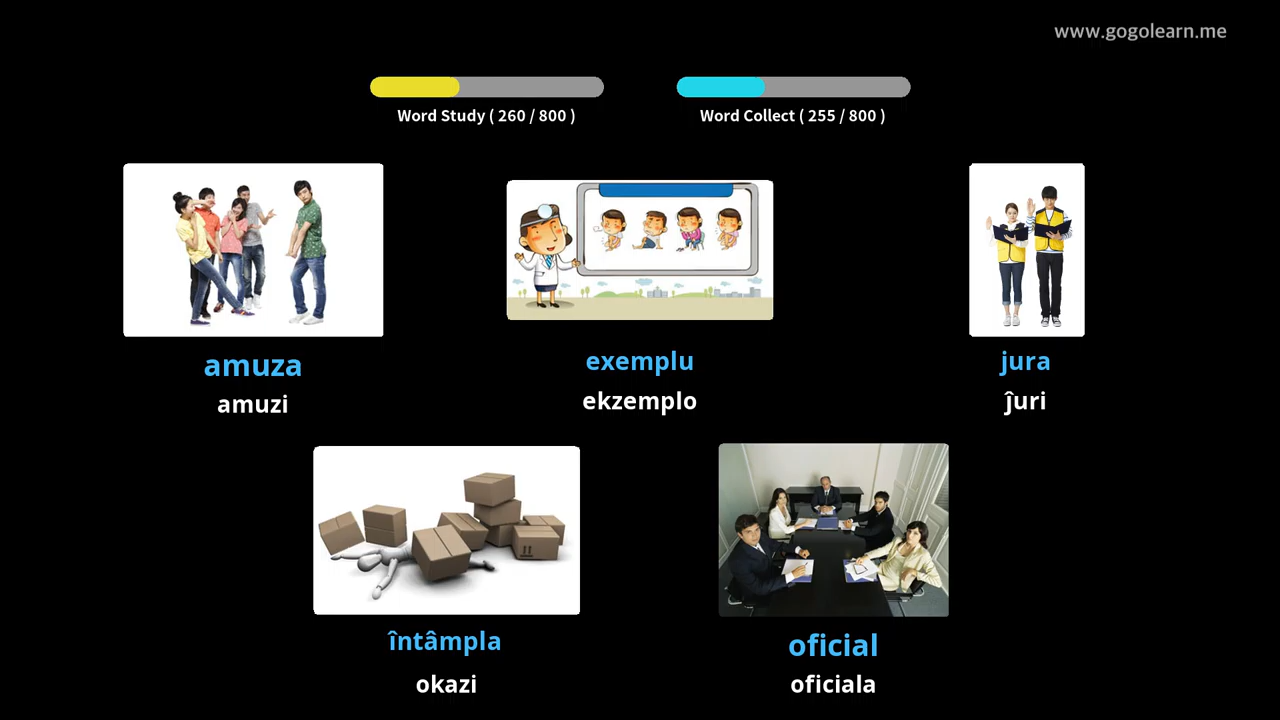 www.gogolearn.me
Word Study ( 260 / 800 )
Word Collect ( 255 / 800 )
amuza
amuzi
exemplu
ekzemplo
jura
ĵuri
întâmpla
okazi
oficial
oficiala